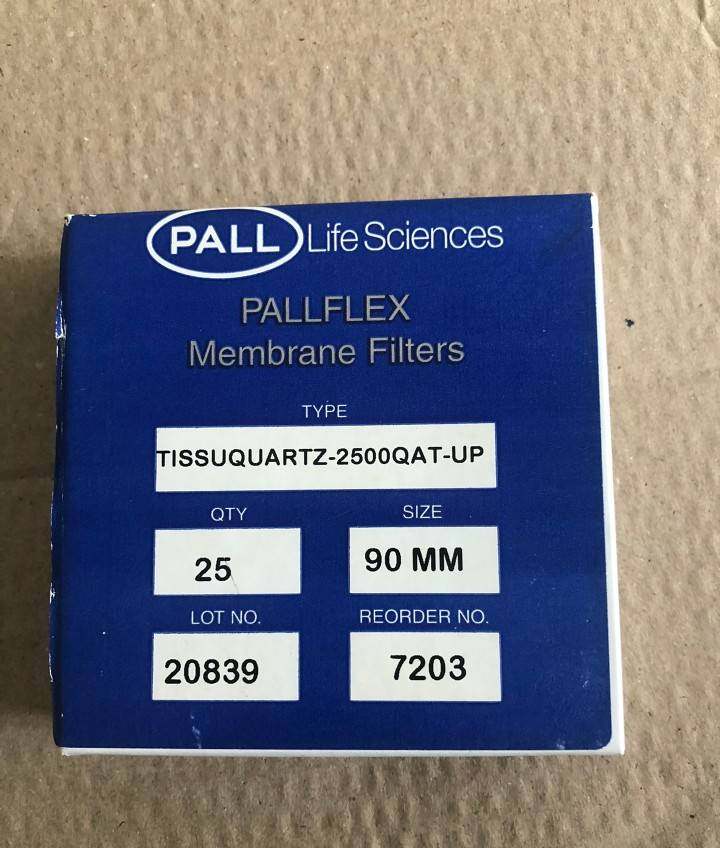 PALL Life Sciences
PALLFLEX
Membrane Filters
TYPE
TISSUQUARTZ-2500QAT-UP
QTY SIZE
25 90 MM
LOT NO. REORDER NO.
20839 7203